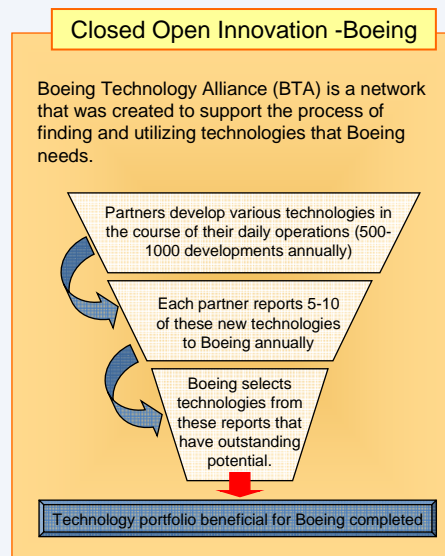 Closed Open Innovation -Boeing
Boeing Technology Alliance (BTA) is a network
that was created to support the process of
finding and utilizing technologies that Boeing
needs.
Partners develop various technologies in
the course of their daily operations (500-
1000 developments annually)
Each partner reports 5-10
of these new technologies
to Boeing annually
Boeing selects
technologies from
these reports that
have outstanding
potential.
Technology portfolio beneficial for Boeing completed